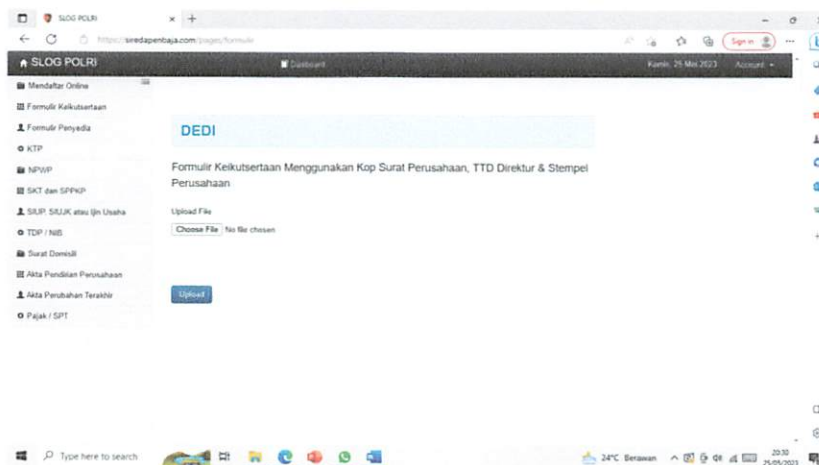 SLOG POLRI
https://siredapenbaja.com/pages/formulir
Sign in
SLOG POLRI
Dashboard
Kamis, 25 Mei 2023
Account
Mendaftar Online
Formulir Keikutsertaan
Formulir Penyedia
KTP
NPWP
SKT dan SPPKP
SIUP, SIUJK atau Ijin Usaha
TDP / NIB
Surat Domisili
Akta Pendirian Perusahaan
Akta Perubahan Terakhir
Pajak / SPT
DEDI
Formulir Keikutsertaan Menggunakan Kop Surat Perusahaan, TTD Direktur & Stempel
Perusahaan
Upload File
Choose File No file chosen
Upload
Type here to search
24°C Berawan
20:30
25/05/2023